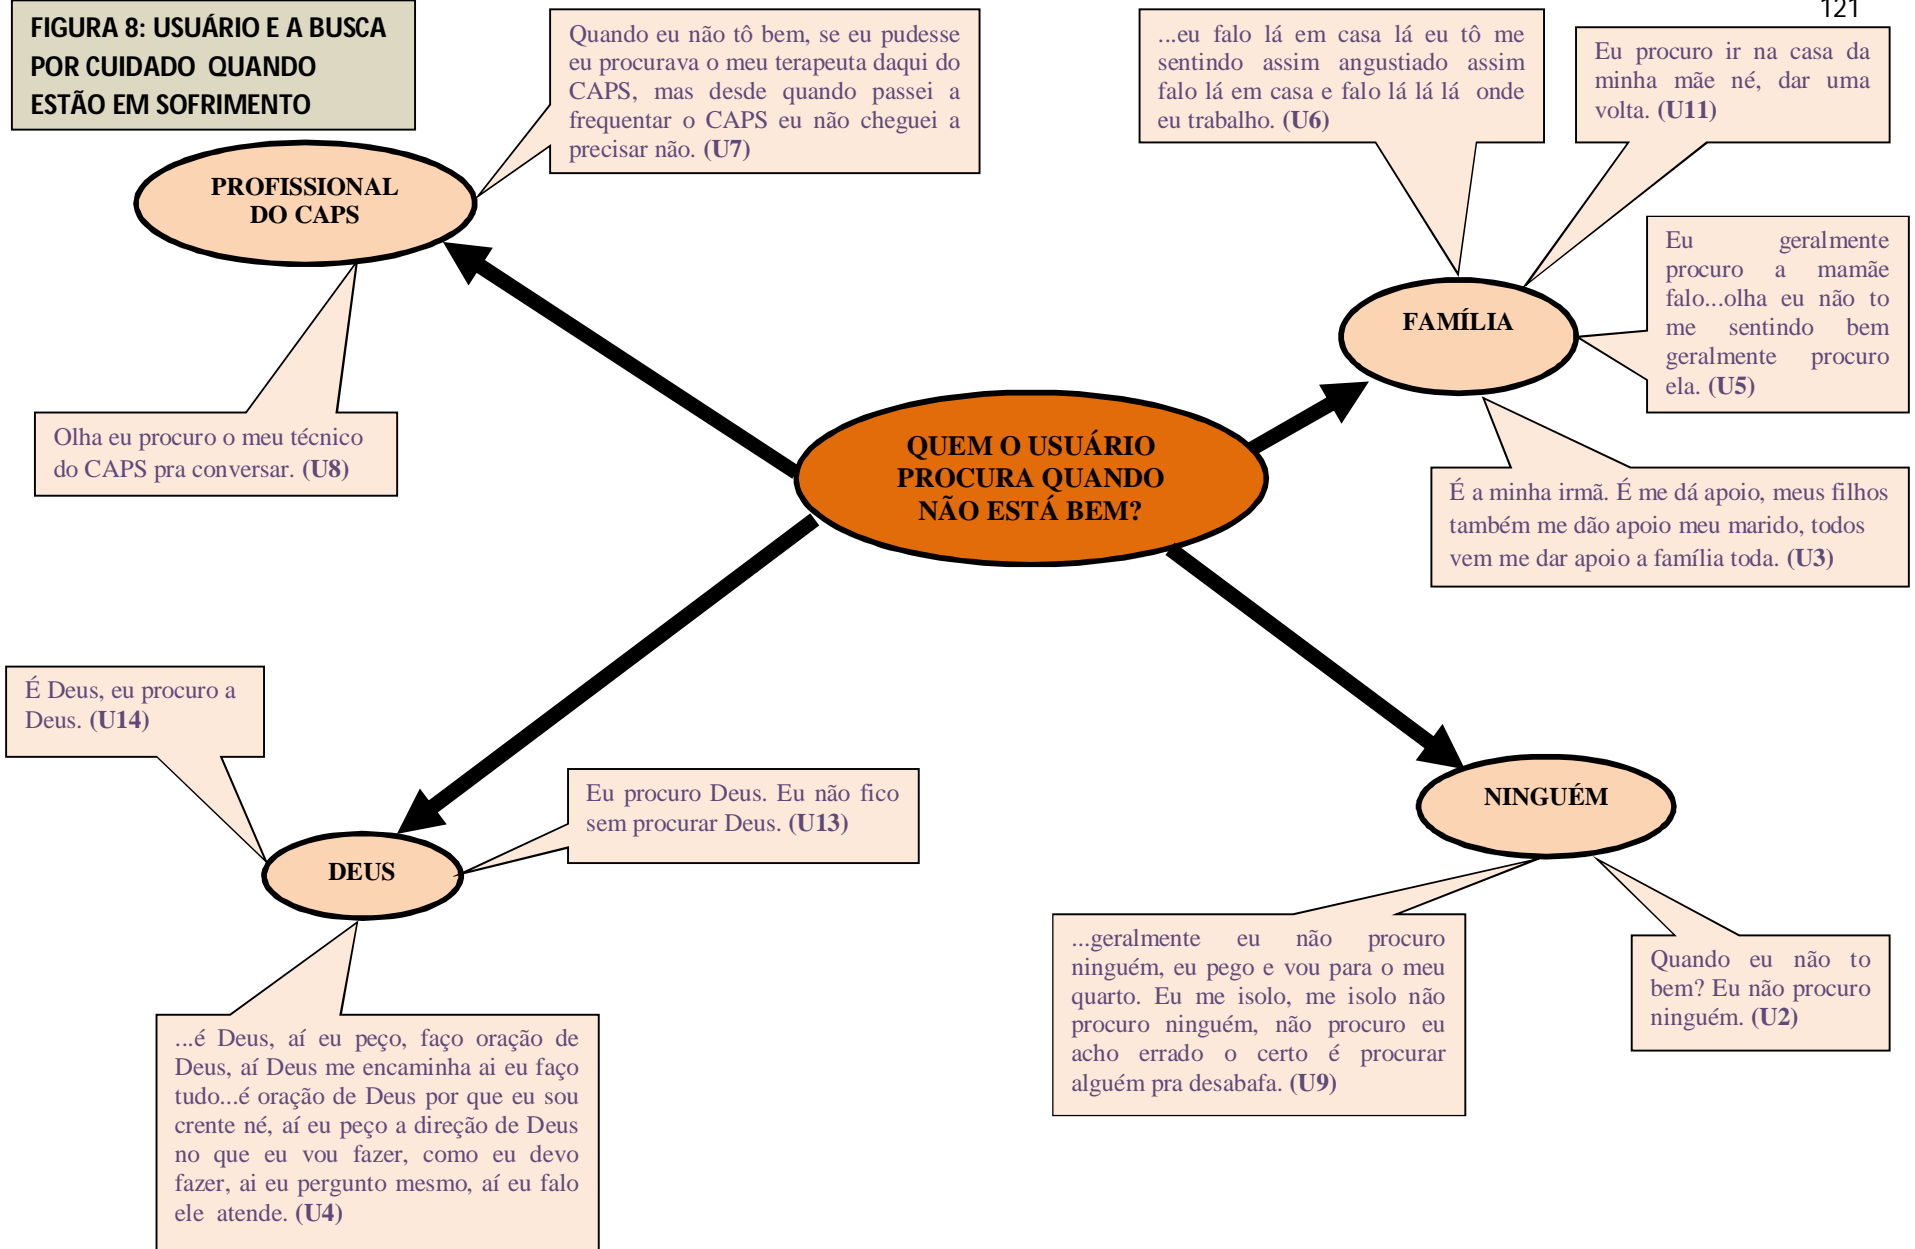 121
FIGURA 8: USUÁRIO E A BUSCA
POR CUIDADO QUANDO
ESTÃO EM SOFRIMENTO
Quando eu não tô bem, se eu pudesse
eu procurava o meu terapeuta daqui do
CAPS, mas desde quando passei a
frequentar o CAPS eu não cheguei a
precisar não. (U7)
...eu falo lá em casa lá eu tô me
sentindo assim angustiado assim
falo lá em casa e falo lá lá lá onde
eu trabalho. (U6)
Eu procuro ir na casa da
minha mãe né, dar uma
volta. (U11)
PROFISSIONAL
DO CAPS
Eu geralmente
procuro a mamãe
falo...olha eu não to
me sentindo bem
geralmente procuro
ela. (U5)
FAMÍLIA
Olha eu procuro o meu técnico
do CAPS pra conversar. (U8)
QUEM O USUÁRIO
PROCURA QUANDO
NÃO ESTÁ BEM?
É a minha irmã. É me dá apoio, meus filhos
também me dão apoio meu marido, todos
vem me dar apoio a família toda. (U3)
É Deus, eu procuro a
Deus. (U14)
Eu procuro Deus. Eu não fico
sem procurar Deus. (U13)
NINGUÉM
DEUS
...geralmente eu não procuro
ninguém, eu pego e vou para o meu
quarto. Eu me isolo, me isolo não
procuro ninguém, não procuro eu
acho errado o certo é procurar
alguém pra desabafa. (U9)
Quando eu não to
bem? Eu não procuro
ninguém. (U2)
...é Deus, aí eu peço, faço oração de
Deus, aí Deus me encaminha ai eu faço
tudo...é oração de Deus por que eu sou
crente né, aí eu peço a direção de Deus
no que eu vou fazer, como eu devo
fazer, ai eu pergunto mesmo, aí eu falo
ele atende. (U4)